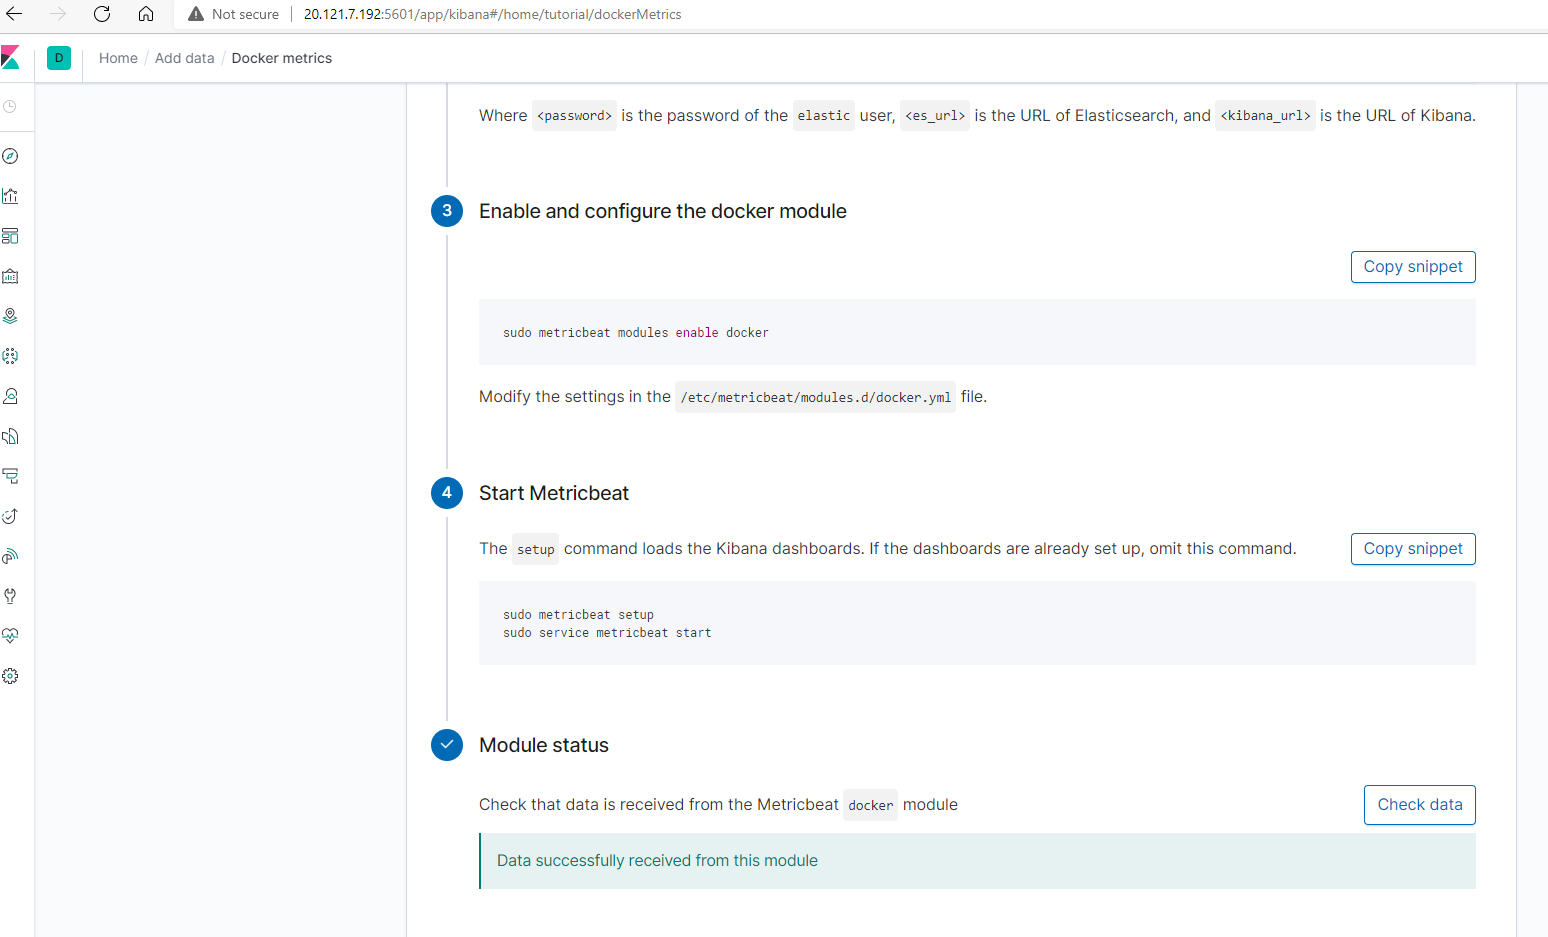 Not secure 20.121.7.192:5601/app/kibana#/home/tutorial/dockerMetrics
D Home / Add data / Docker metrics
Where <password> is the password of the elastic user, <es_url> is the URL of Elasticsearch, and <kibana_url> is the URL of Kibana.
3 Enable and configure the docker module
Copy snippet
sudo metricbeat modules enable docker
Modify the settings in the /etc/metricbeat/modules.d/docker.yml file.
4 Start Metricbeat
The setup command loads the Kibana dashboards. If the dashboards are already set up, omit this command. Copy snippet
sudo metricbeat setup
sudo service metricbeat start
Module status
Check that data is received from the Metricbeat docker module Check data
Data successfully received from this module